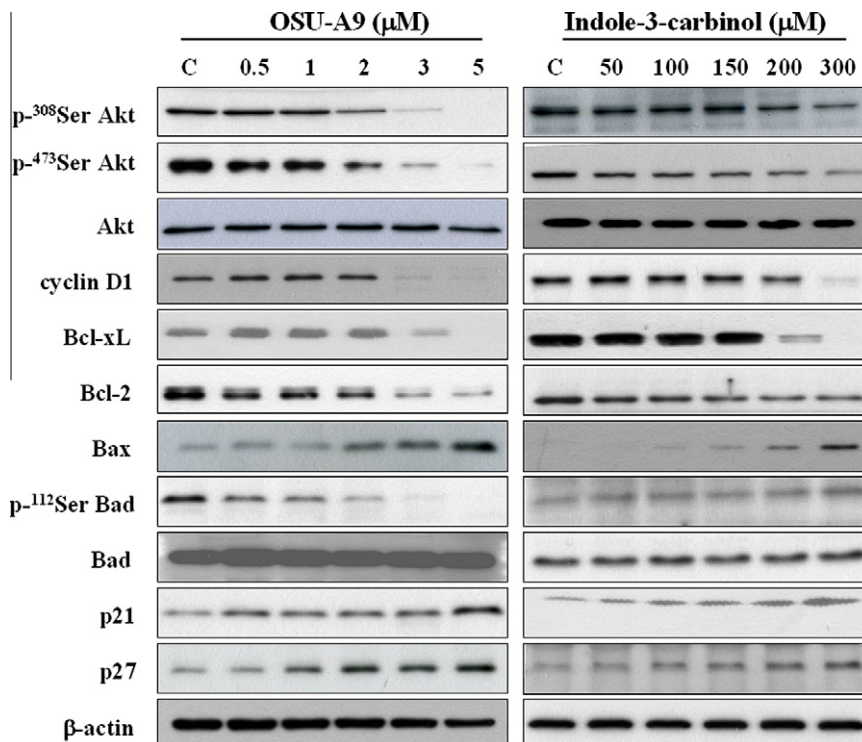 OSU-A9 (μM) Indole-3-carbinol (μM)
C 0.5 1 2 3 5 C 50 100 150 200 300
p-³⁰⁸Ser Akt
p-⁴⁷³Ser Akt
Akt
cyclin D1
Bcl-xL
Bcl-2
Bax
p-¹¹²Ser Bad
Bad
p21
p27
β-actin